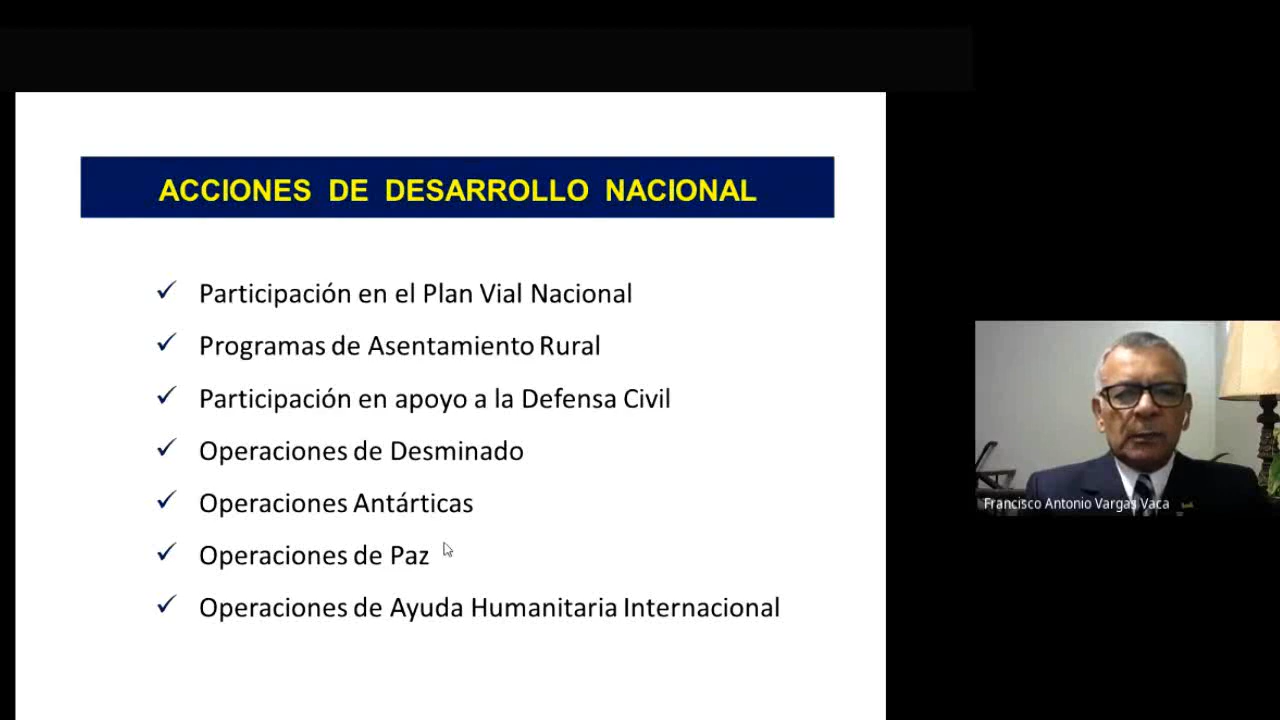 ACCIONES DE DESARROLLO NACIONAL
✓ Participación en el Plan Vial Nacional
✓ Programas de Asentamiento Rural
✓ Participación en apoyo a la Defensa Civil
✓ Operaciones de Desminado
✓ Operaciones Antárticas
✓ Operaciones de Paz
✓ Operaciones de Ayuda Humanitaria Internacional
Francisco Antonio Vargas Vaca